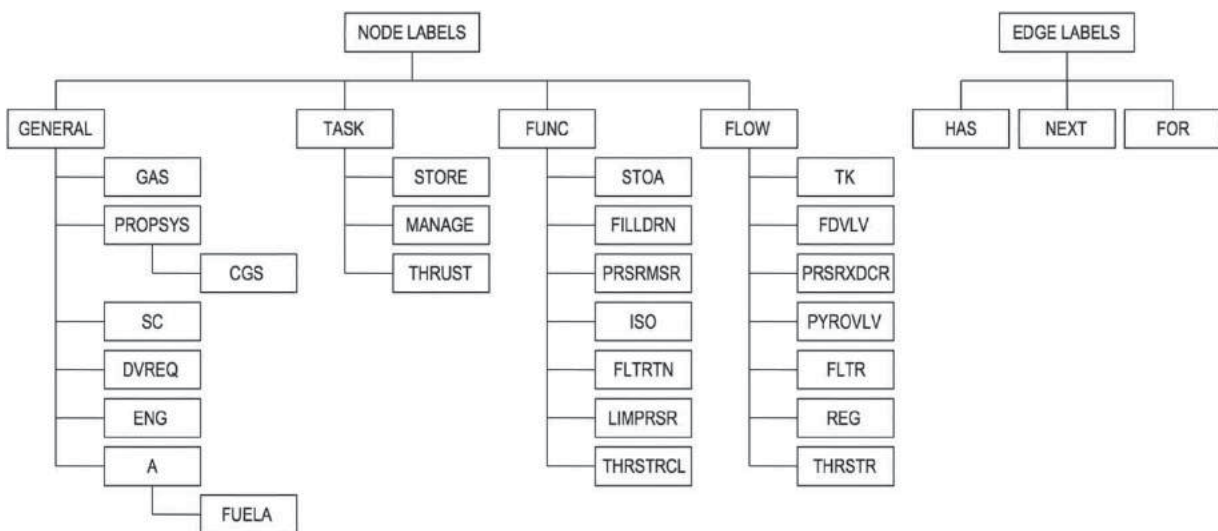 NODE LABELS
EDGE LABELS
GENERAL
TASK
FUNC
FLOW
HAS
NEXT
FOR
GAS
STORE
STOA
TK
PROPSYS
MANAGE
FILLDRN
FDVLV
CGS
THRUST
PRSRMSR
PRSRXDCR
SC
ISO
PYROVLV
DVREQ
FLTRTN
FLTR
ENG
LIMPRSR
REG
A
THRSTRCL
THRSTR
FUELA